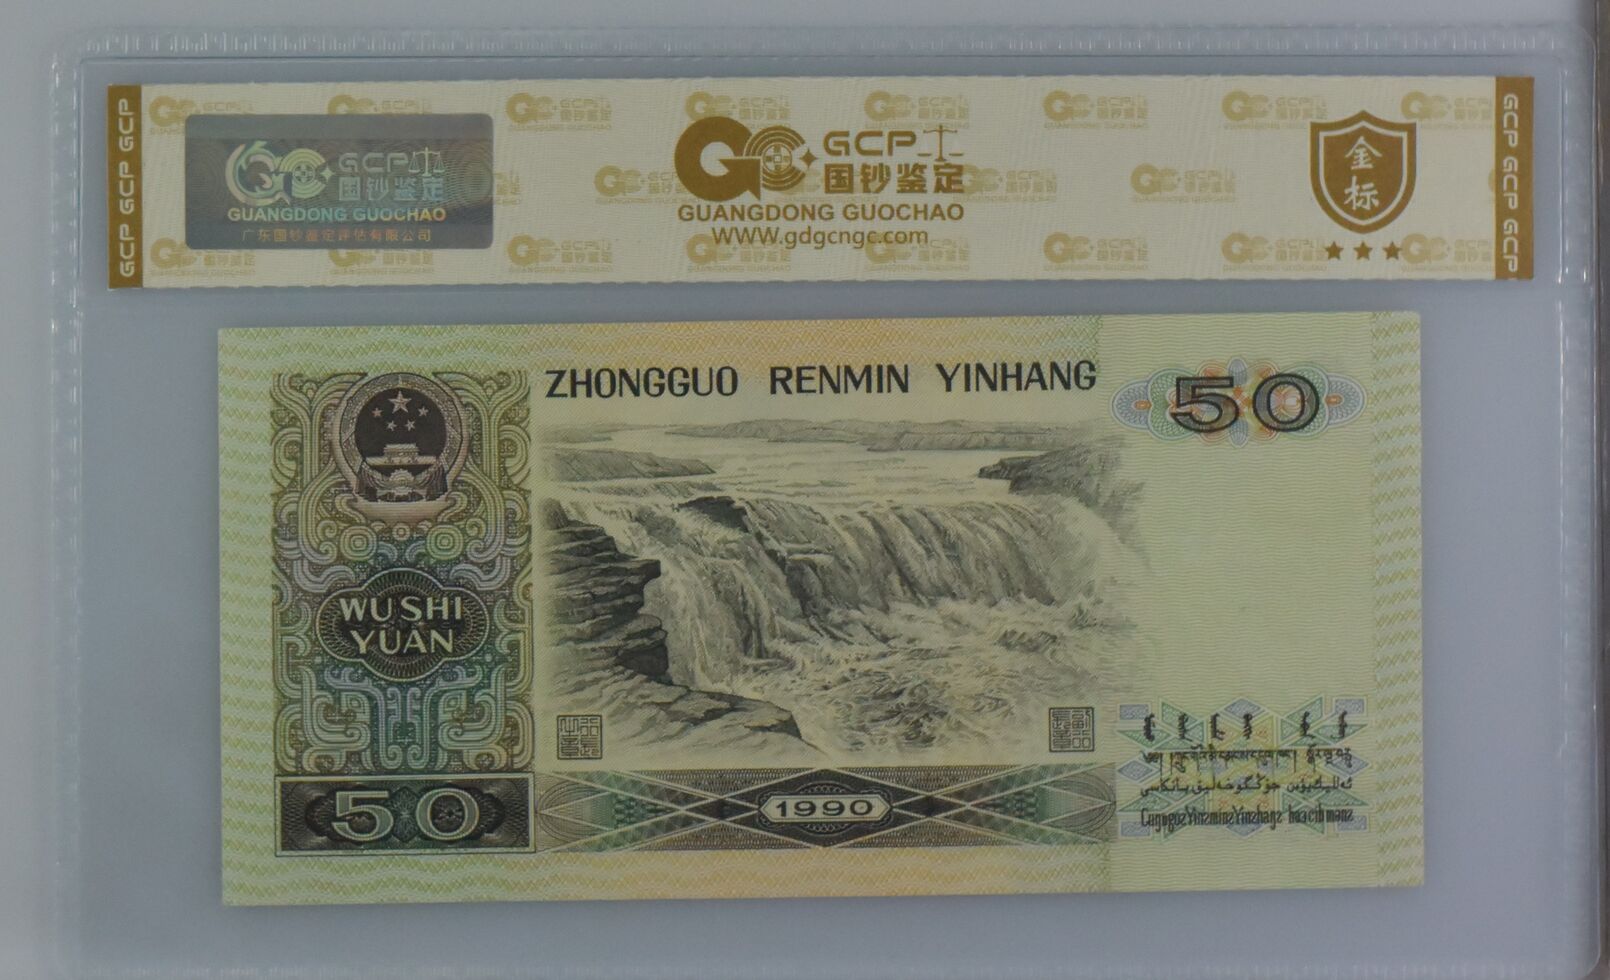 GCP GCP GCP
GCP
国钞鉴定
GUANGDONG GUOCHAO
广东国钞鉴定评估有限公司
GCP
国钞鉴定
GUANGDONG GUOCHAO
WWW.gdgcngc.com
金标
GCP GCP GCP
ZHONGGUO RENMIN YINHANG
50
WU SHI
YUAN
50
1990